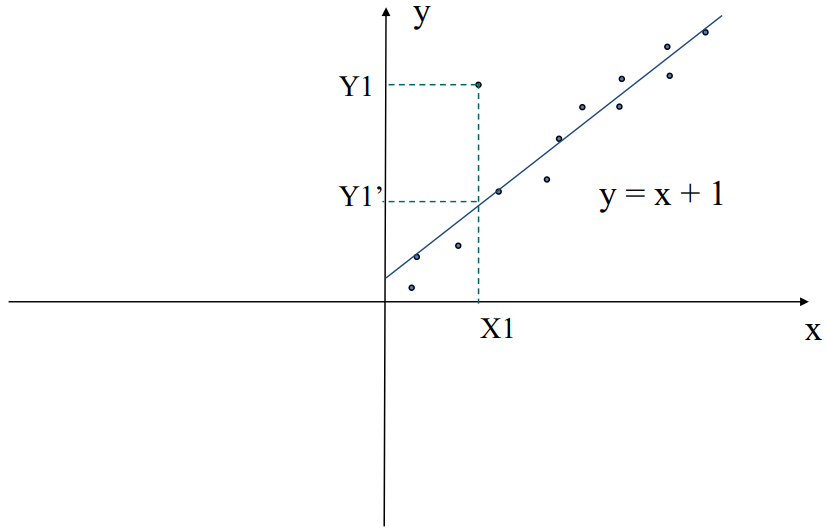 y
Y1
Y1’
y = x + 1
X1
x